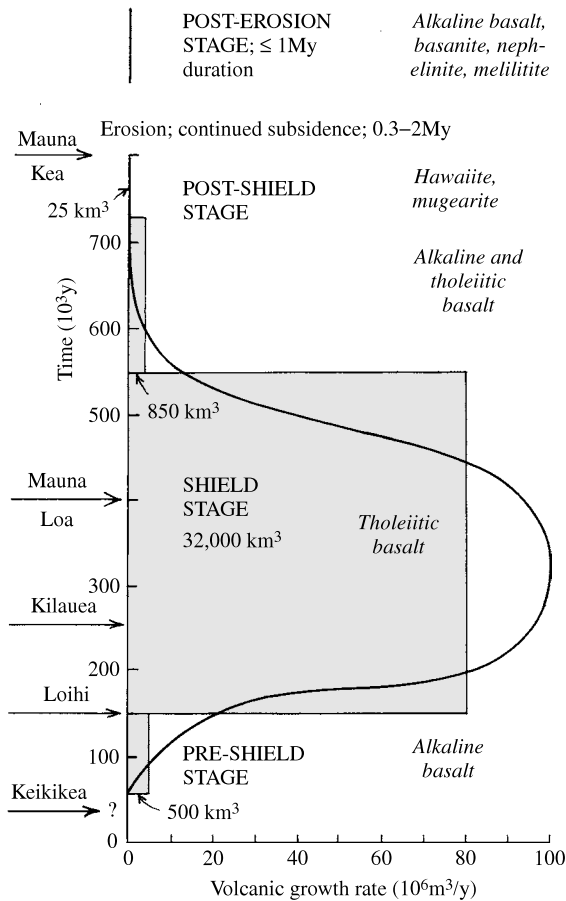 POST-EROSION
STAGE; ≤ 1My
duration
Alkaline basalt,
basanite, neph-
elinite, melilitite
Erosion; continued subsidence; 0.3–2My
Mauna
Kea
25 km³
POST-SHIELD
STAGE
Hawaiite,
mugearite
Alkaline and
tholeiitic
basalt
700
600
Time (10³y)
850 km³
500
Mauna
Loa
SHIELD
STAGE
32,000 km³
Tholeiitic
basalt
300
Kilauea
200
Loihi
100
PRE-SHIELD
STAGE
Alkaline
basalt
Keikikea
?
500 km³
0
0 20 40 60 80 100
Volcanic growth rate (10⁶m³/y)